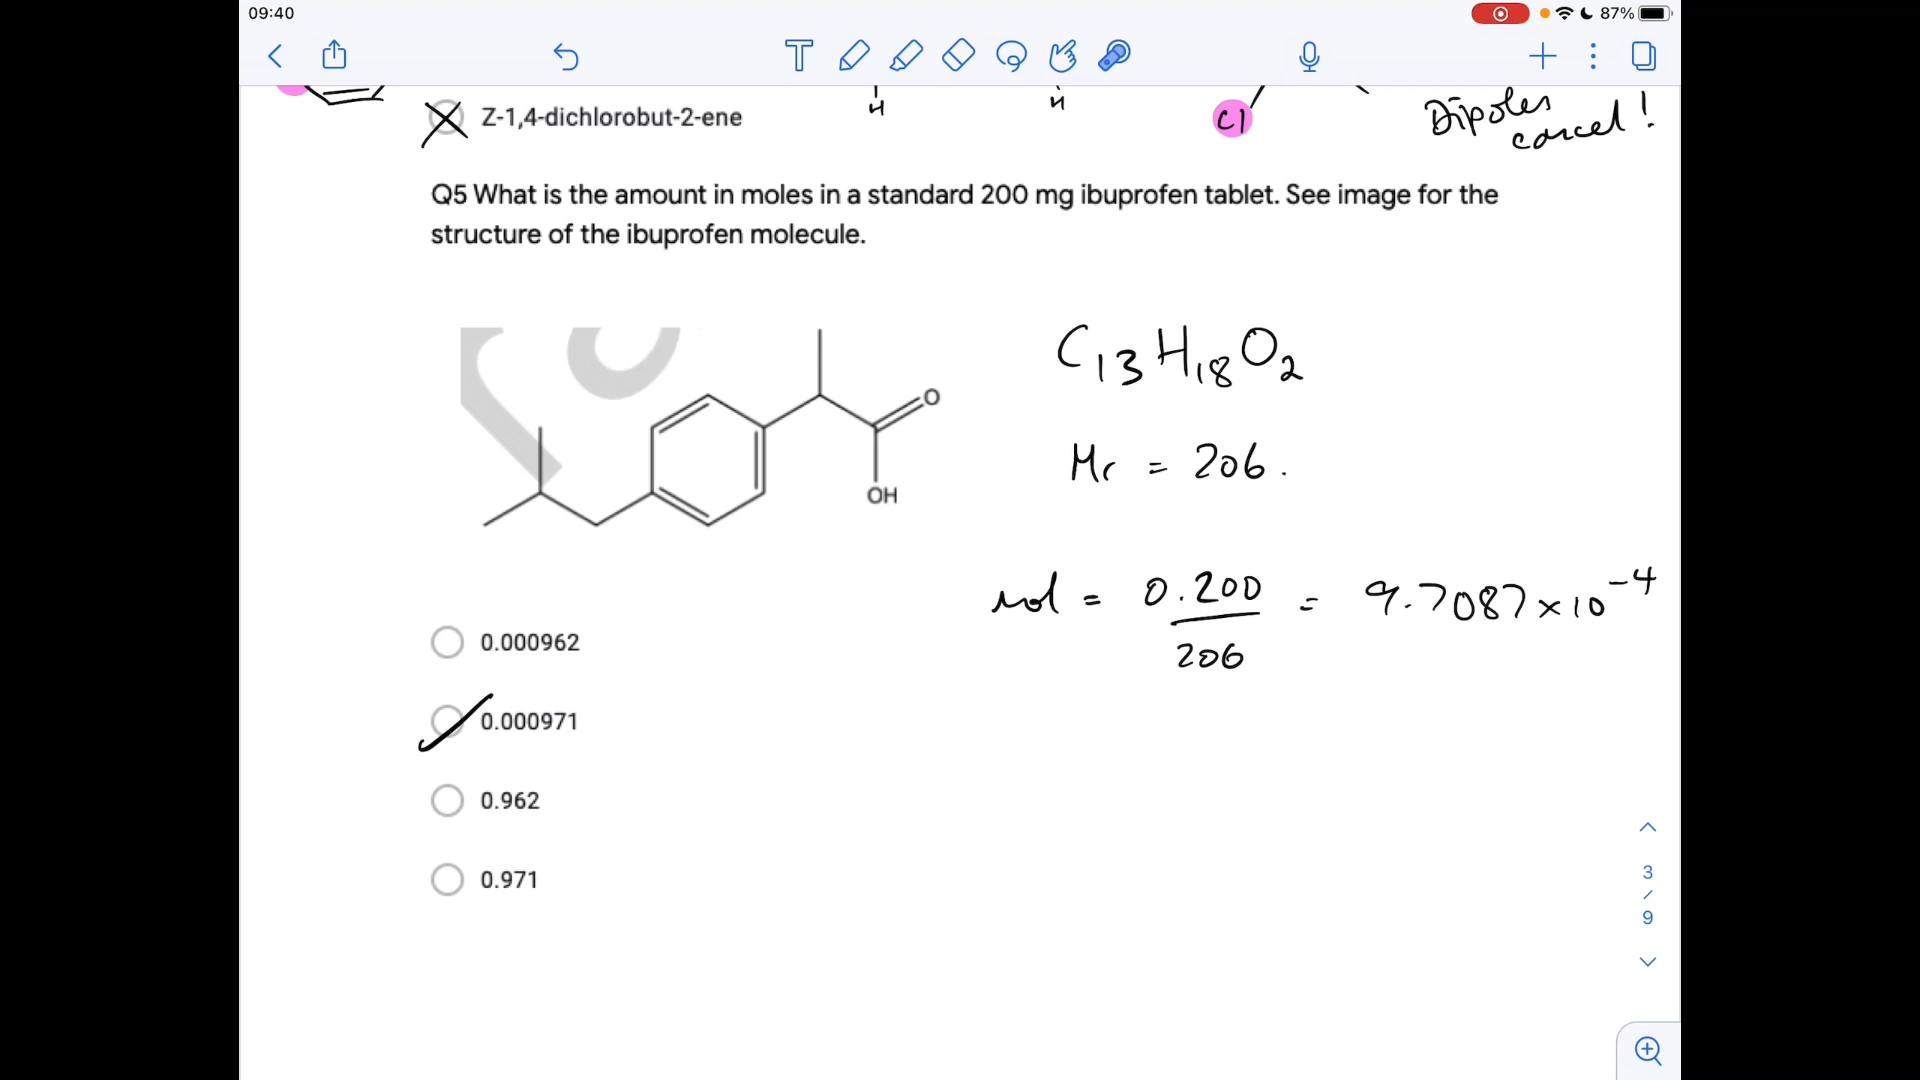 09:40
87%
T
H
H
Cl
Dipoles
cancel!
Z-1,4-dichlorobut-2-ene
Q5 What is the amount in moles in a standard 200 mg ibuprofen tablet. See image for the
structure of the ibuprofen molecule.
C13H18O2
O
OH
Mr = 206.
mol = 0.200 = 9.7087×10⁻⁴
206
0.000962
0.000971
0.962
0.971
3
/
9